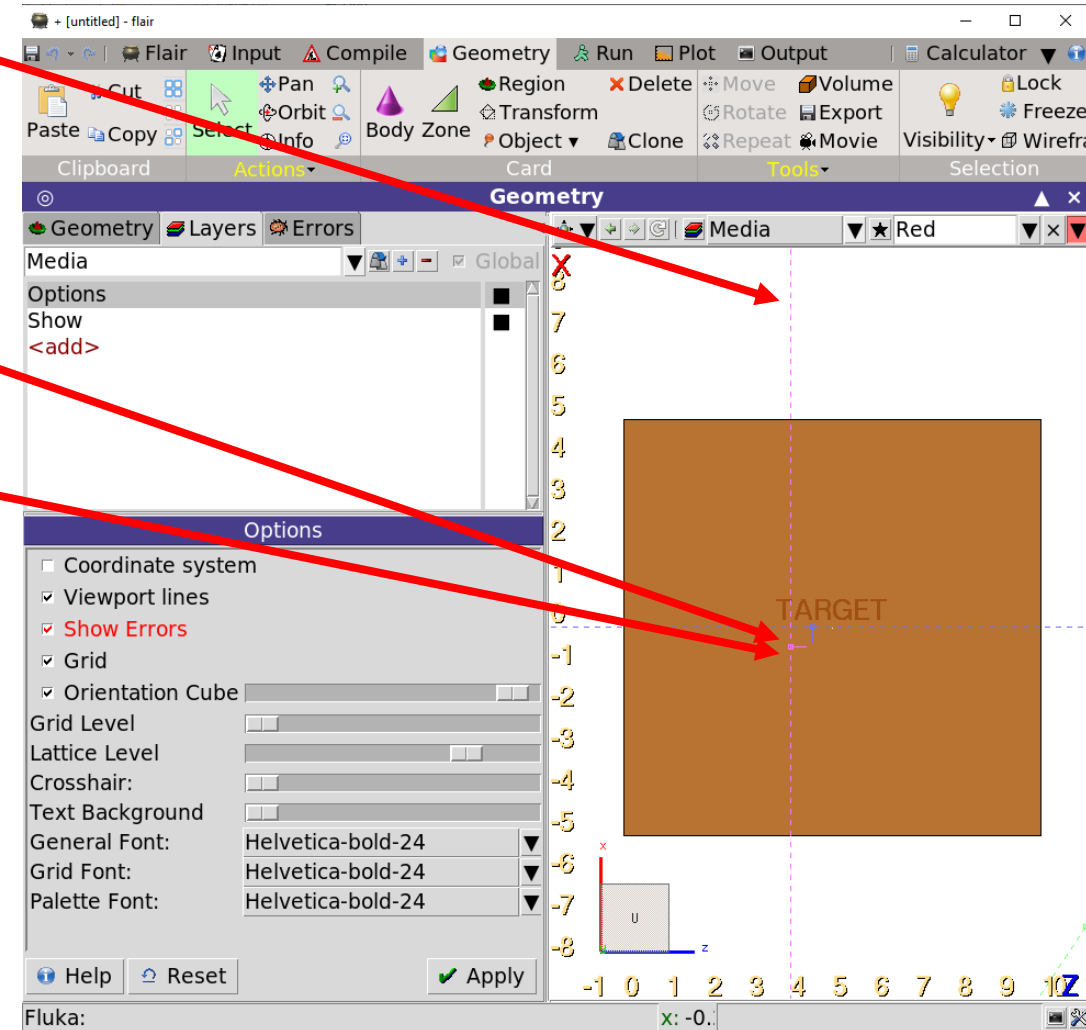 + [untitled] - flair
Flair Input Compile Geometry Run Plot Output Calculator
Cut Pan Region Delete Move Volume Lock
Orbit Transform Rotate Export Freeze
Paste Copy Select Info Body Zone Object Clone Repeat Movie Visibility Wirefra
Clipboard Actions Card Tools Selection
Geometry
Geometry Layers Errors Media Red
Media Global
Options
Show
<add>
X
8
7
6
5
4
3
2
1
0
-1
-2
-3
-4
-5
-6
-7
-8
TARGET
Options
Coordinate system
Viewport lines
Show Errors
Grid
Orientation Cube
Grid Level
Lattice Level
Crosshair:
Text Background
General Font: Helvetica-bold-24
Grid Font: Helvetica-bold-24
Palette Font: Helvetica-bold-24
x
U
z
Help Reset Apply
-1 0 1 2 3 4 5 6 7 8 9 10 Z
Fluka: x: -0.